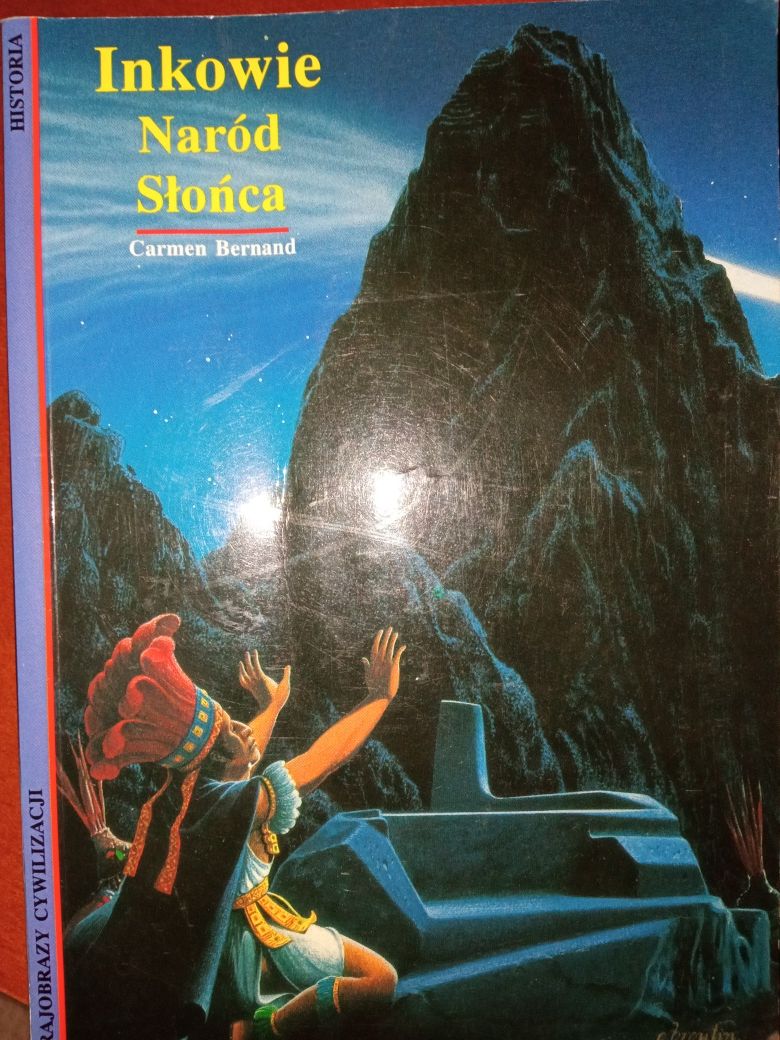 HISTORIA
RAJOBRAZY CYWILIZACJI
Inkowie
Naród
Słońca
Carmen Bernand